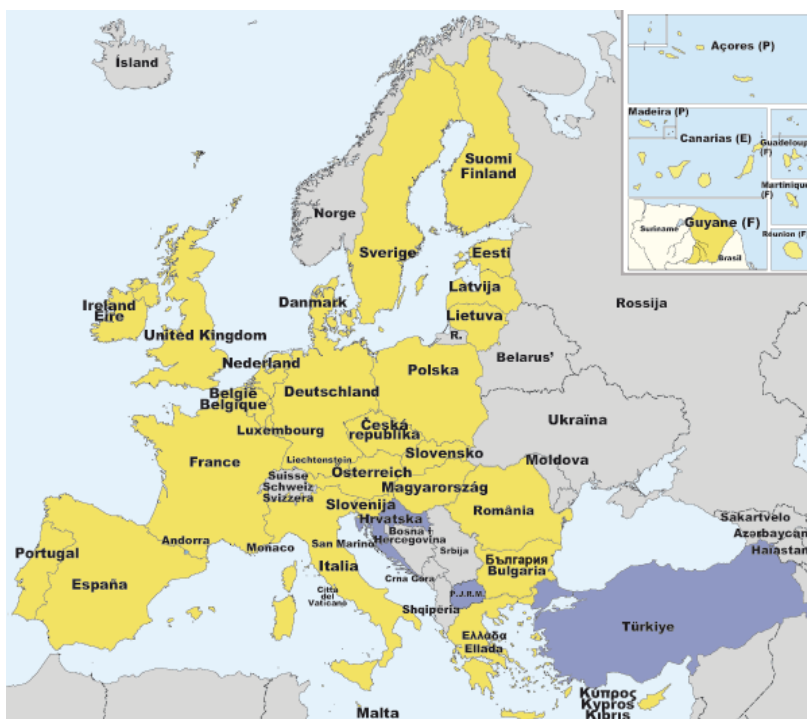 Ísland
Açores (P)
Madeira (P)
Canarias (E)
Guadeloup
(F)
Martinique
(F)
Guyane (F)
Suriname
Brasil
Réunion (F)
Suomi
Finland
Norge
Sverige
Eesti
Latvija
Lietuva
R.
Danmark
Rossija
Ireland
Éire
United Kingdom
Nederland
België
Belgique
Deutschland
Polska
Belarus'
Luxembourg
Česká
republika
Ukraïna
Slovensko
France
Liechtenstein
Österreich
Moldova
Suisse
Schweiz
Svizzera
Magyarország
Slovenija
România
Hrvatska
Bosna i
Hercegovina
Sakartvelo
Azərbaycan
Haiastan
Portugal
Andorra
Monaco
San Marino
Srbija
España
Italia
Crna Gora
България
Bulgaria
Città
del
Vaticano
P.J.R.M.
Shqipëria
Türkiye
Ελλάδα
Ellada
Κύπρος
Kypros
Kıbrıs
Malta